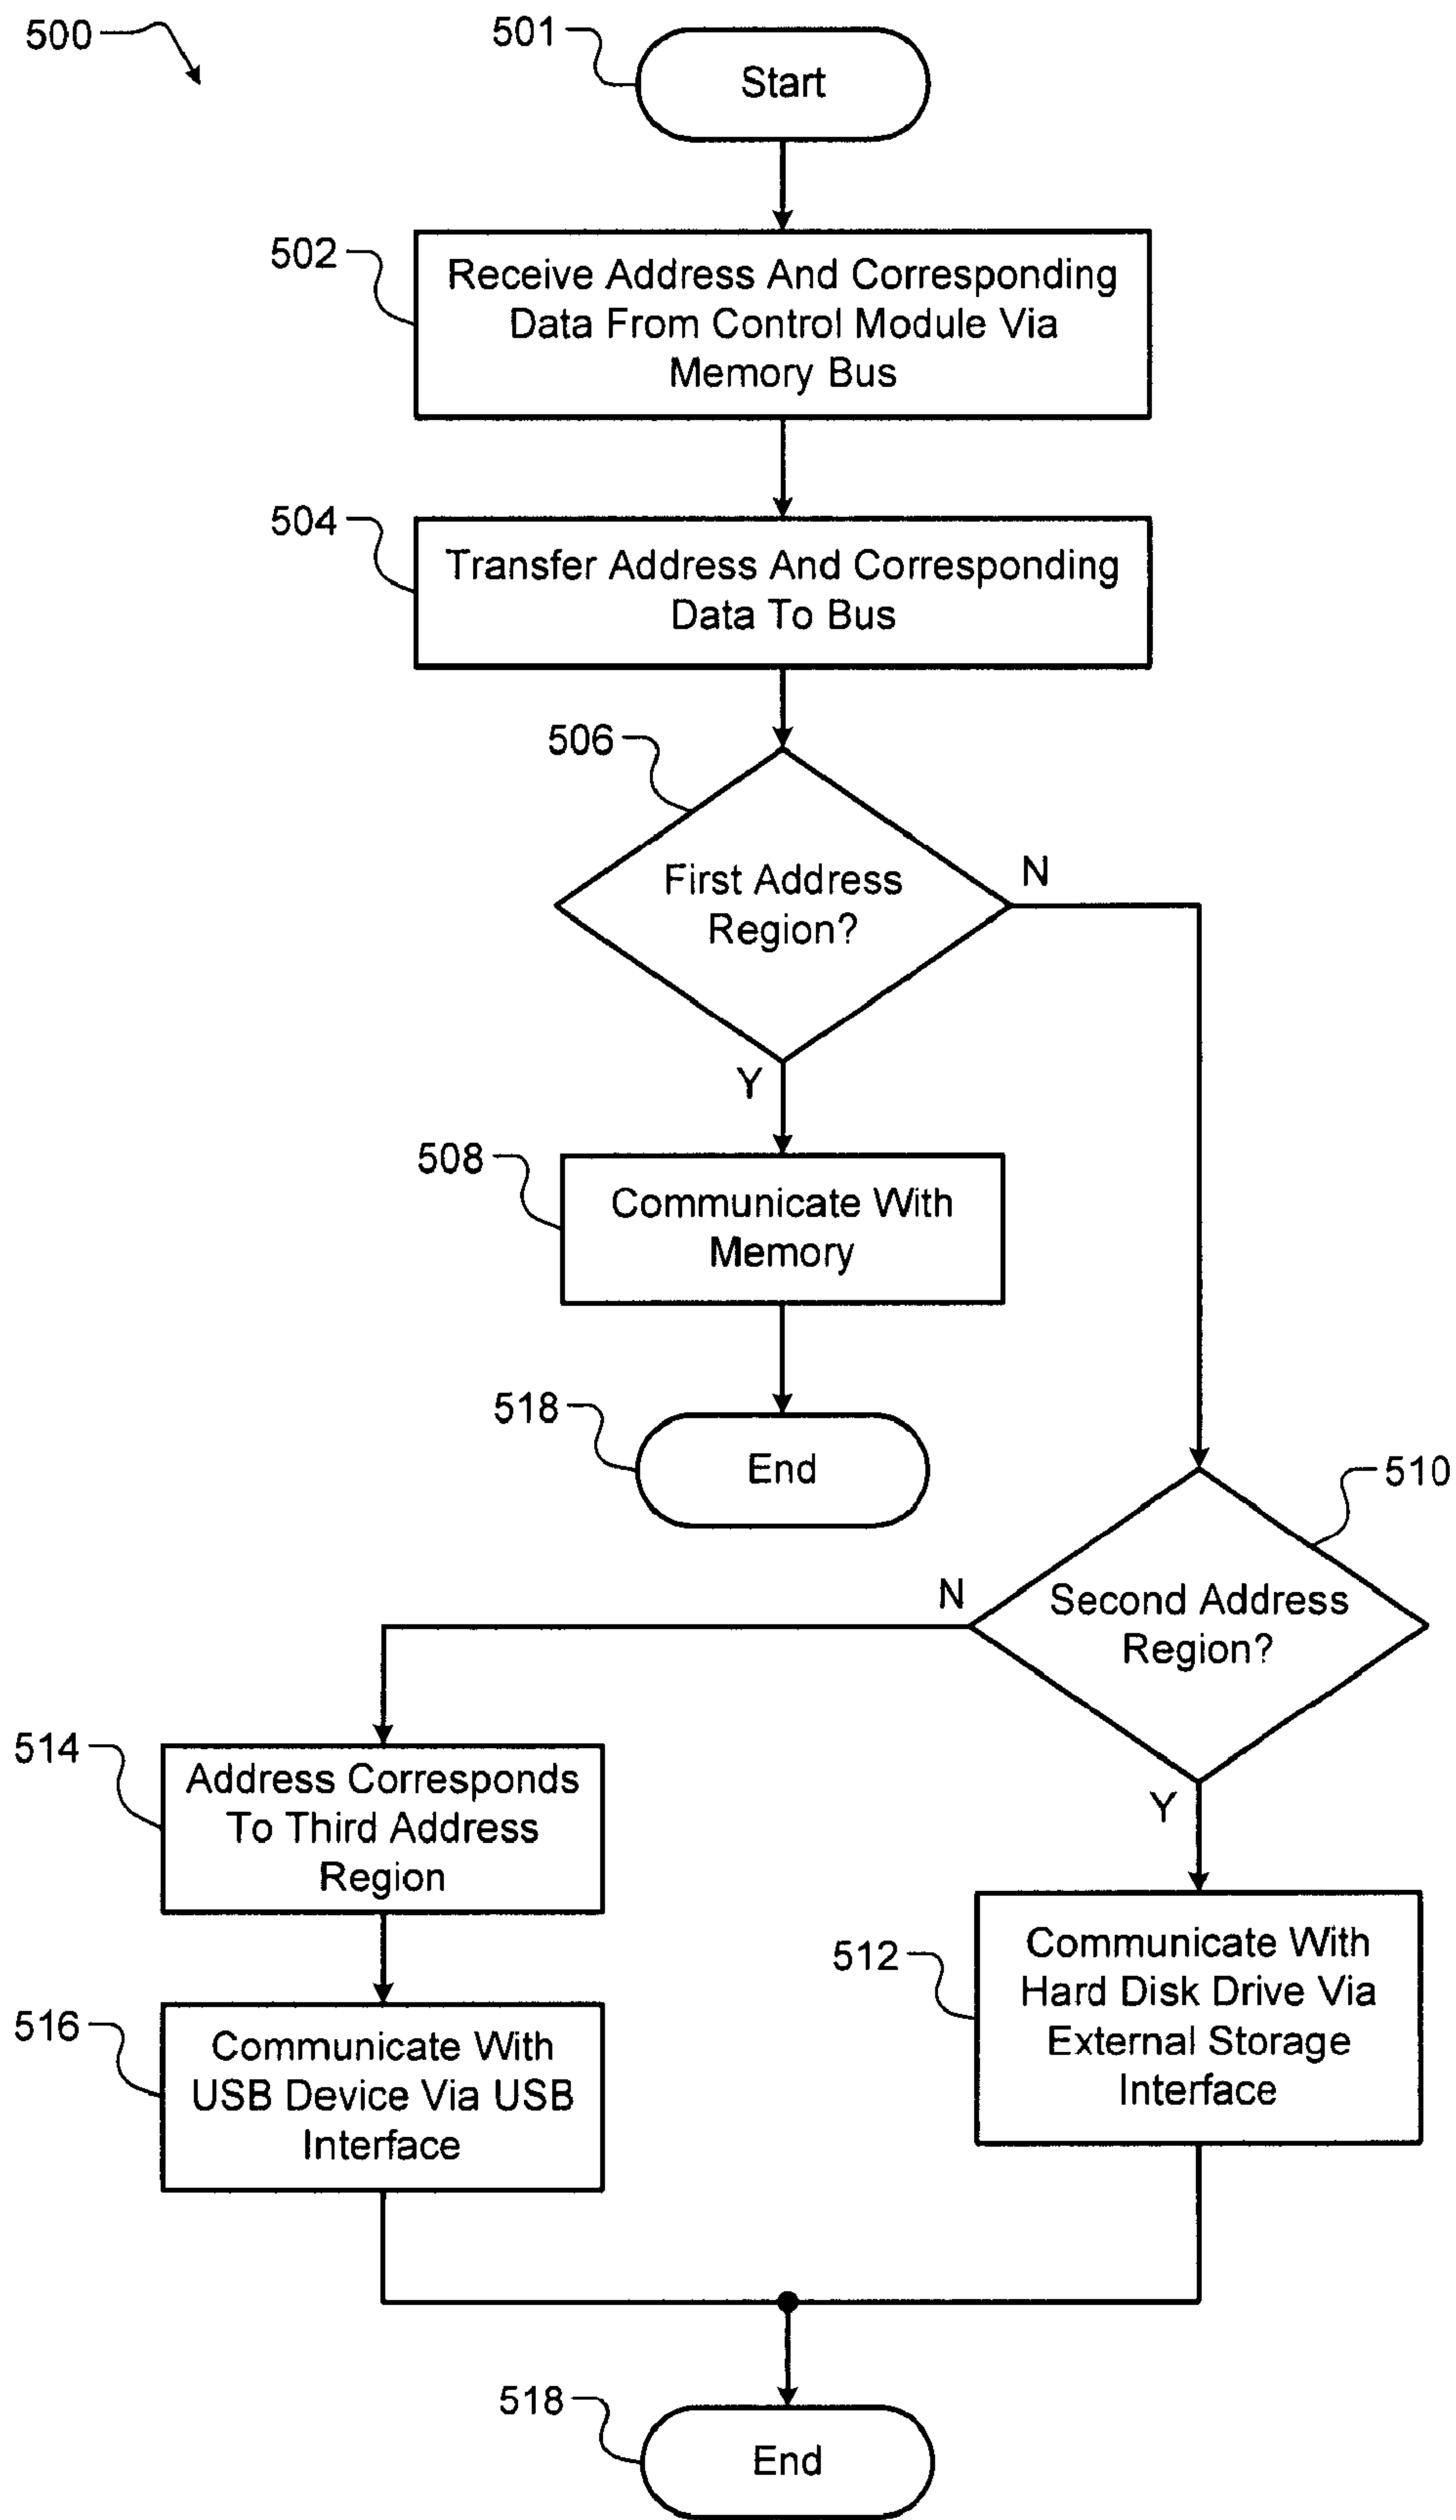 500
501
Start
502
Receive Address And Corresponding
Data From Control Module Via
Memory Bus
504
Transfer Address And Corresponding
Data To Bus
506
First Address
Region?
N
Y
508
Communicate With
Memory
518
End
510
Second Address
Region?
N
Y
514
Address Corresponds
To Third Address
Region
512
Communicate With
Hard Disk Drive Via
External Storage
Interface
516
Communicate With
USB Device Via USB
Interface
518
End